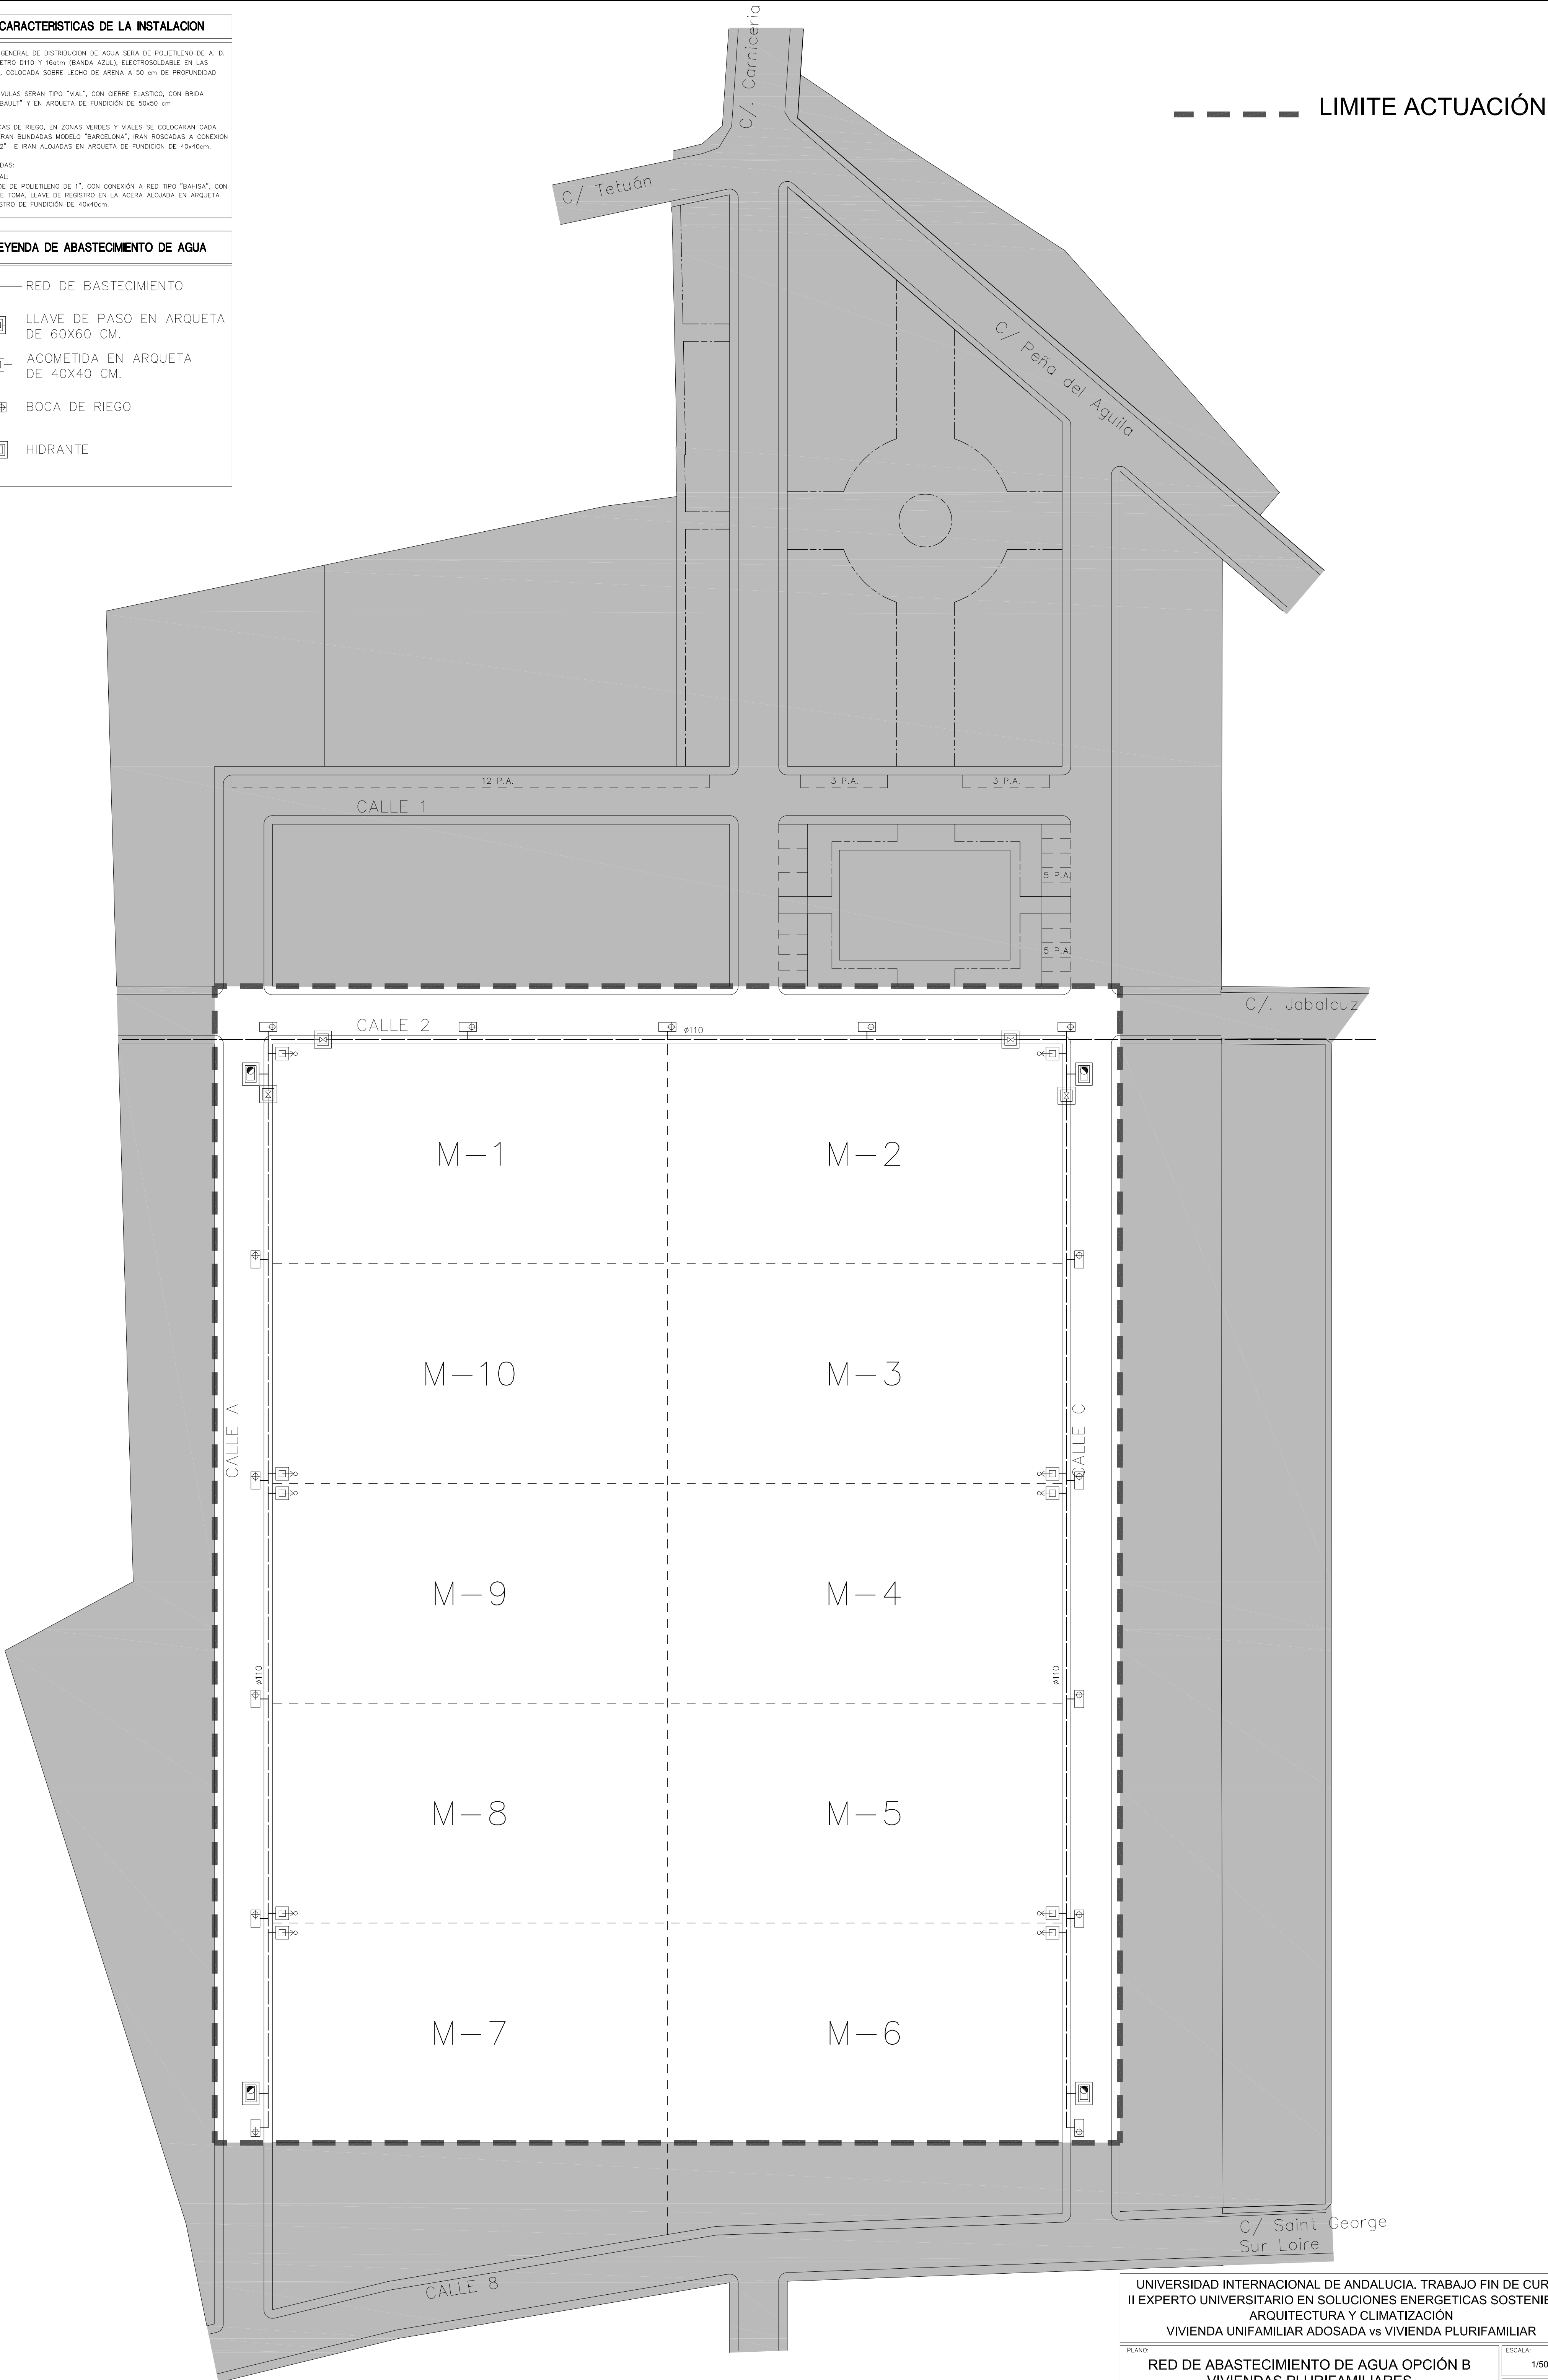 CARACTERISTICAS DE LA INSTALACION
GENERAL DE DISTRIBUCION DE AGUA SERA DE POLIETILENO DE A. D.
ETRO D110 Y 16atm (BANDA AZUL), ELECTROSOLDABLE EN LAS
, COLOCADA SOBRE LECHO DE ARENA A 50 cm DE PROFUNDIDAD
VULAS SERAN TIPO "VIAL", CON CIERRE ELASTICO, CON BRIDA
BAULT" Y EN ARQUETA DE FUNDICIÓN DE 50x50 cm
CAS DE RIEGO, EN ZONAS VERDES Y VIALES SE COLOCARAN CADA
ERAN BLINDADAS MODELO "BARCELONA", IRAN ROSCADAS A CONEXION
2" E IRAN ALOJADAS EN ARQUETA DE FUNDICION DE 40x40cm.
DAS:
AL:
DE DE POLIETILENO DE 1", CON CONEXIÓN A RED TIPO "BAHISA", CON
E TOMA, LLAVE DE REGISTRO EN LA ACERA ALOJADA EN ARQUETA
STRO DE FUNDICIÓN DE 40x40cm.
EYENDA DE ABASTECIMIENTO DE AGUA
RED DE BASTECIMIENTO
LLAVE DE PASO EN ARQUETA
DE 60X60 CM.
ACOMETIDA EN ARQUETA
DE 40X40 CM.
BOCA DE RIEGO
HIDRANTE
LIMITE ACTUACIÓN
C/. Carniceria
C/ Tetuán
C/ Peña del Aguila
12 P.A.
3 P.A.
3 P.A.
CALLE 1
5 P.A.
5 P.A.
C/. Jabalcuz
CALLE 2
ø110
M-1
M-2
M-10
M-3
CALLE A
CALLE C
M-9
M-4
ø110
ø110
M-8
M-5
M-7
M-6
C/ Saint George
Sur Loire
CALLE 8
UNIVERSIDAD INTERNACIONAL DE ANDALUCIA. TRABAJO FIN DE CUR
II EXPERTO UNIVERSITARIO EN SOLUCIONES ENERGETICAS SOSTENIE
ARQUITECTURA Y CLIMATIZACIÓN
VIVIENDA UNIFAMILIAR ADOSADA vs VIVIENDA PLURIFAMILIAR
PLANO:
ESCALA:
RED DE ABASTECIMIENTO DE AGUA OPCIÓN B
1/50
VIVIENDAS PLURIFAMILIARES